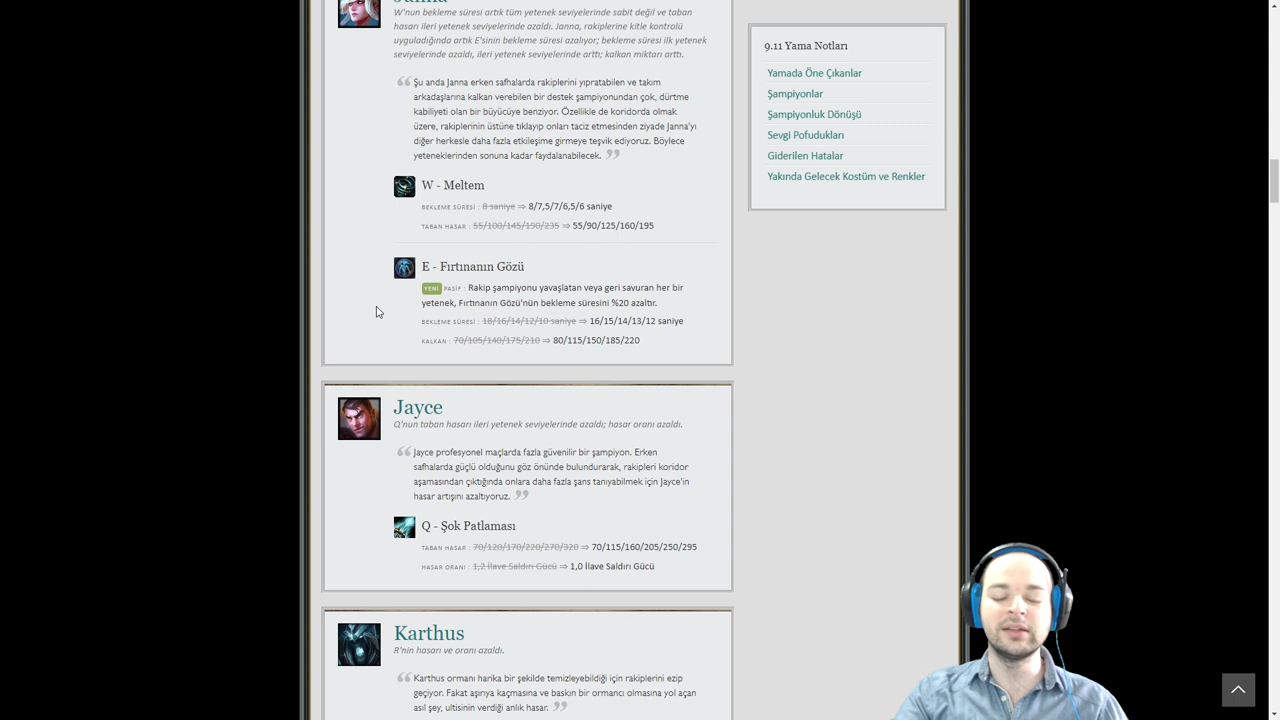 W'nun bekleme süresi artık tüm yetenek seviyelerinde sabit değil ve taban
hasarı ileri yetenek seviyelerinde azaldı. Janna, rakiplerine kitle kontrolü
uyguladığında artık E'sinin bekleme süresi azalıyor; bekleme süresi ilk yetenek
seviyelerinde azaldı, ileri yetenek seviyelerinde arttı; kalkan miktarı arttı.
Şu anda Janna erken safhalarda rakiplerini yıpratabilen ve takım
arkadaşlarına kalkan verebilen bir destek şampiyonundan çok, dürtme
kabiliyeti olan bir büyücüye benziyor. Özellikle de koridorda olmak
üzere, rakiplerinin üstüne tıklayıp onları taciz etmesinden ziyade Janna'yı
diğer herkesle daha fazla etkileşime girmeye teşvik ediyoruz. Böylece
yeteneklerinden sonuna kadar faydalanabilecek.
W - Meltem
BEKLEME SÜRESİ : 8 saniye ⇒ 8/7,5/7/6,5/6 saniye
TABAN HASAR : 55/100/145/190/235 ⇒ 55/90/125/160/195
E - Fırtınanın Gözü
YENİ PASİF : Rakip şampiyonu yavaşlatan veya geri savuran her bir
yetenek, Fırtınanın Gözü'nün bekleme süresini %20 azaltır.
BEKLEME SÜRESİ : 18/16/14/12/10 saniye ⇒ 16/15/14/13/12 saniye
KALKAN : 70/105/140/175/210 ⇒ 80/115/150/185/220
Jayce
Q'nun taban hasarı ileri yetenek seviyelerinde azaldı; hasar oranı azaldı.
Jayce profesyonel maçlarda fazla güvenilir bir şampiyon. Erken
safhalarda güçlü olduğunu göz önünde bulundurarak, rakipleri koridor
aşamasından çıktığında onlara daha fazla şans tanıyabilmek için Jayce'in
hasar artışını azaltıyoruz.
Q - Şok Patlaması
TABAN HASAR : 70/120/170/220/270/320 ⇒ 70/115/160/205/250/295
HASAR ORANI : 1,2 İlave Saldırı Gücü ⇒ 1,0 İlave Saldırı Gücü
Karthus
R'nin hasarı ve oranı azaldı.
Karthus ormanı harika bir şekilde temizleyebildiği için rakiplerini ezip
geçiyor. Fakat aşırıya kaçmasına ve baskın bir ormancı olmasına yol açan
asıl şey, ultisinin verdiği anlık hasar.
9.11 Yama Notları
Yamada Öne Çıkanlar
Şampiyonlar
Şampiyonluk Dönüşü
Sevgi Pofudukları
Giderilen Hatalar
Yakında Gelecek Kostüm ve Renkler